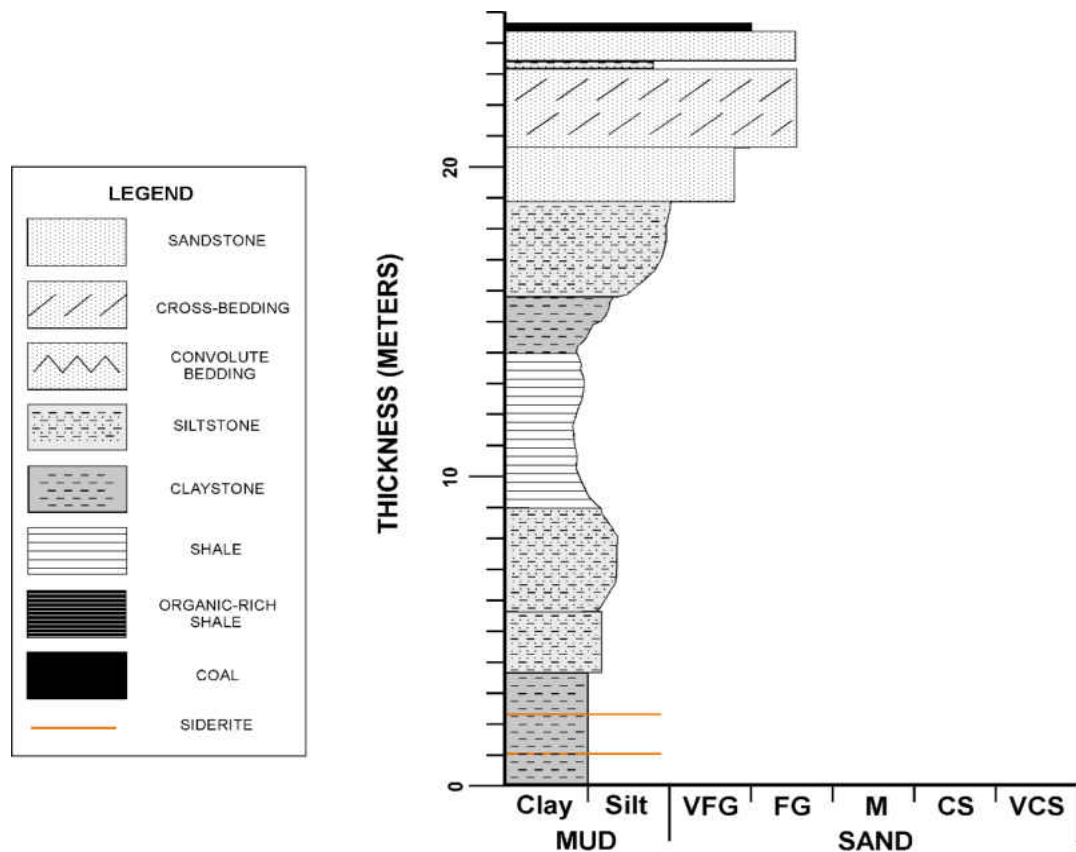 LEGEND
SANDSTONE
CROSS-BEDDING
CONVOLUTE
BEDDING
SILTSTONE
CLAYSTONE
SHALE
ORGANIC-RICH
SHALE
COAL
SIDERITE
THICKNESS (METERS)
20
10
0
Clay Silt VFG FG M CS VCS
MUD SAND